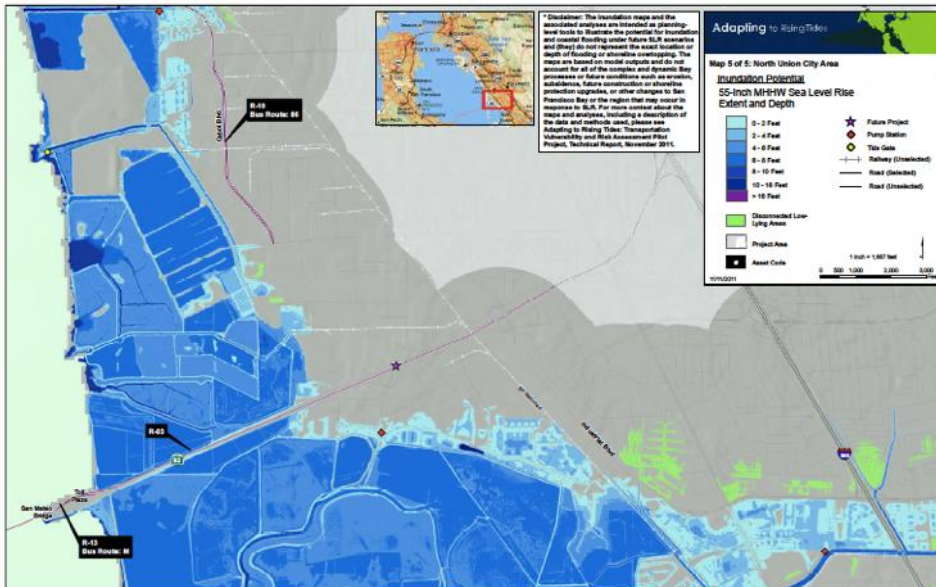 * Disclaimer: The inundation maps and the
associated analyses are intended as planning-
level tools to illustrate the potential for inundation
and coastal flooding under future SLR scenarios
and (they) do not represent the exact location or
depth of flooding or shoreline overtopping. The
maps are based on model outputs and do not
account for all of the complex and dynamic Bay
processes or future conditions such as erosion,
subsidence, future construction or shoreline
protection upgrades, or other changes to San
Francisco Bay or the region that may occur in
response to SLR. For more context about the
maps and analyses, including a description of
the data and methods used, please see
Adapting to Rising Tides: Transportation
Vulnerability and Risk Assessment Pilot
Project, Technical Report, November 2011.
Adapting to Rising Tides
Map 5 of 5: North Union City Area
Inundation Potential
55-inch MHHW Sea Level Rise
Extent and Depth
0 - 2 Feet
2 - 4 Feet
4 - 6 Feet
6 - 8 Feet
8 - 10 Feet
10 - 16 Feet
> 16 Feet
Future Project
Pump Station
Tide Gate
Railway (Unselected)
Road (Selected)
Road (Unselected)
Disconnected Low-
Lying Areas
Project Area
Asset Code
0 500 1,000 2,000 3,000
11/11/2011
Industrial Blvd
92
Toll
Plaza
San Mateo
Bridge
R-13
Bus Route: M